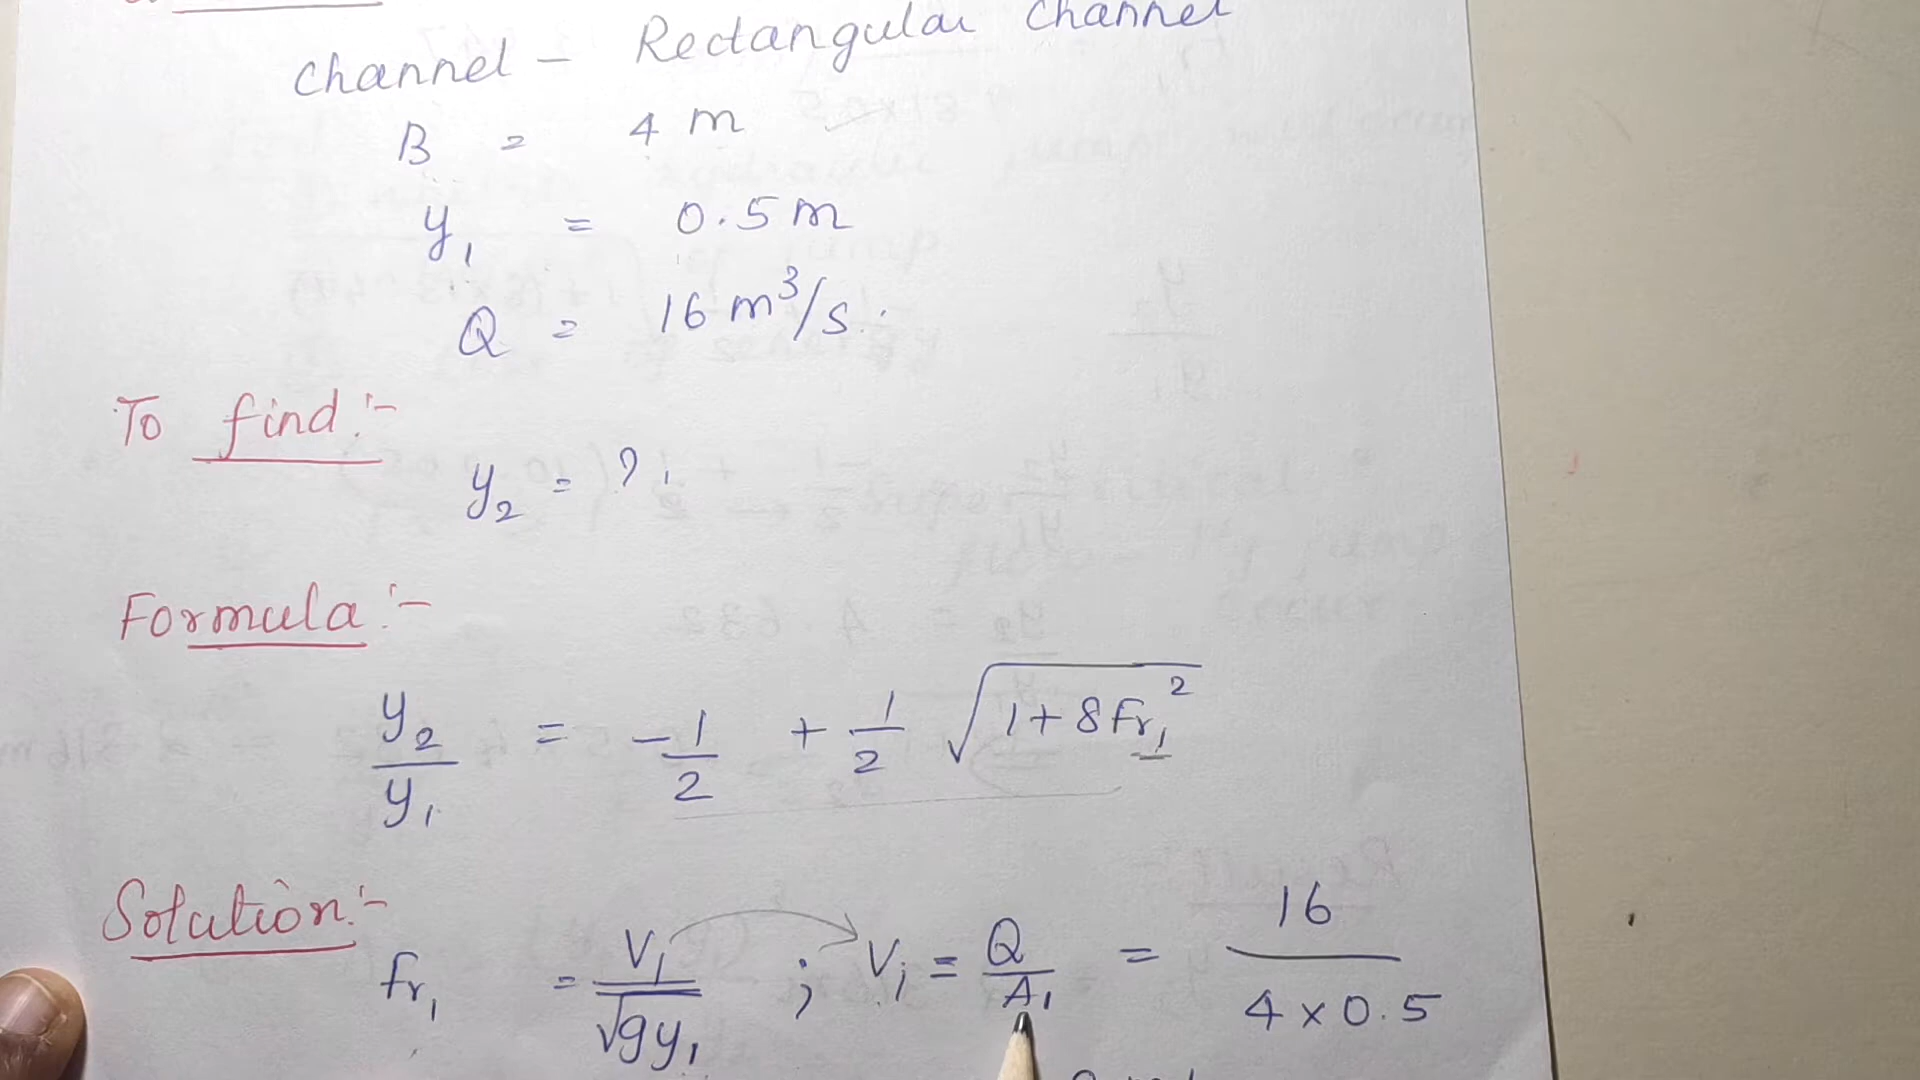 Channel - Rectangular Channel
B = 4 m
y₁ = 0.5 m
Q = 16 m³/s.
To find:-
y₂ = ?
Formula:-
y₂/y₁ = -1/2 + 1/2 √(1+8Fr₁²)
Solution:-
Fr₁ = V₁/√gy₁ ; V₁ = Q/A₁ = 16/(4 × 0.5)